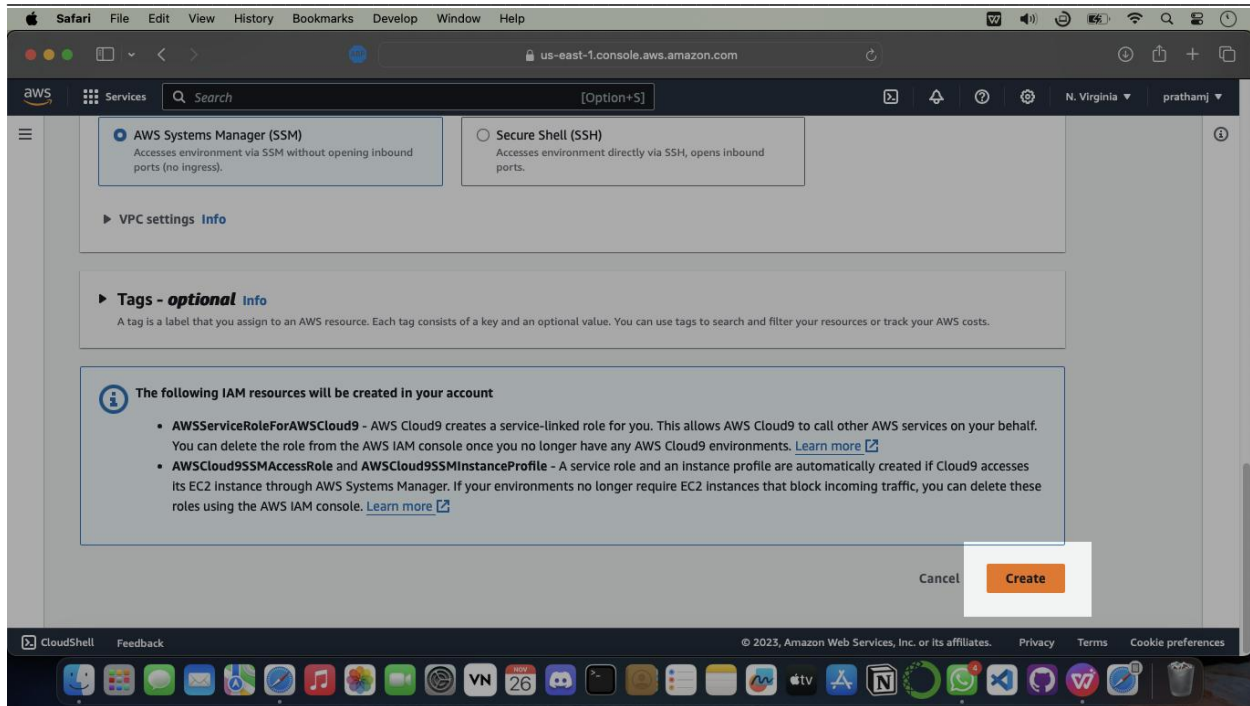 Safari File Edit View History Bookmarks Develop Window Help
us-east-1.console.aws.amazon.com
aws Services Search [Option+S] N. Virginia ▼ prathamj ▼
AWS Systems Manager (SSM)
Accesses environment via SSM without opening inbound
ports (no ingress).
Secure Shell (SSH)
Accesses environment directly via SSH, opens inbound
ports.
VPC settings Info
Tags - optional Info
A tag is a label that you assign to an AWS resource. Each tag consists of a key and an optional value. You can use tags to search and filter your resources or track your AWS costs.
The following IAM resources will be created in your account
• AWSServiceRoleForAWSCloud9 - AWS Cloud9 creates a service-linked role for you. This allows AWS Cloud9 to call other AWS services on your behalf.
You can delete the role from the AWS IAM console once you no longer have any AWS Cloud9 environments. Learn more
• AWSCloud9SSMAccessRole and AWSCloud9SSMInstanceProfile - A service role and an instance profile are automatically created if Cloud9 accesses
its EC2 instance through AWS Systems Manager. If your environments no longer require EC2 instances that block incoming traffic, you can delete these
roles using the AWS IAM console. Learn more
Cancel Create
CloudShell Feedback © 2023, Amazon Web Services, Inc. or its affiliates. Privacy Terms Cookie preferences
VN NOV 26 tv